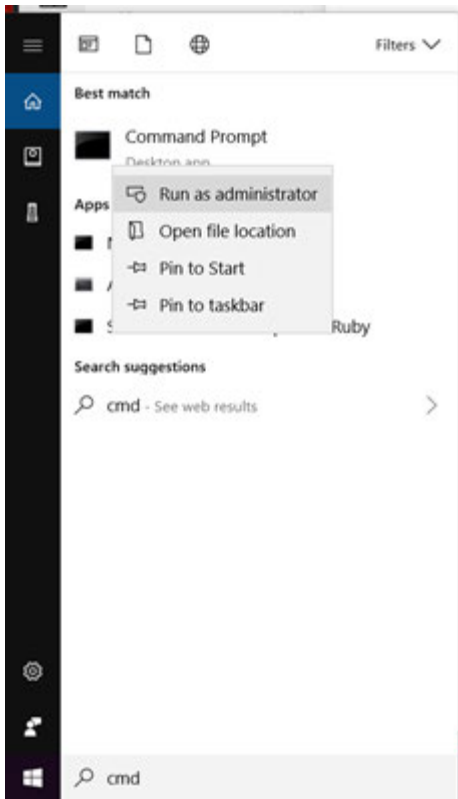 Filters
Best match
Command Prompt
Desktop app
Run as administrator
Apps
Open file location
Pin to Start
Pin to taskbar
Ruby
Search suggestions
cmd - See web results
cmd